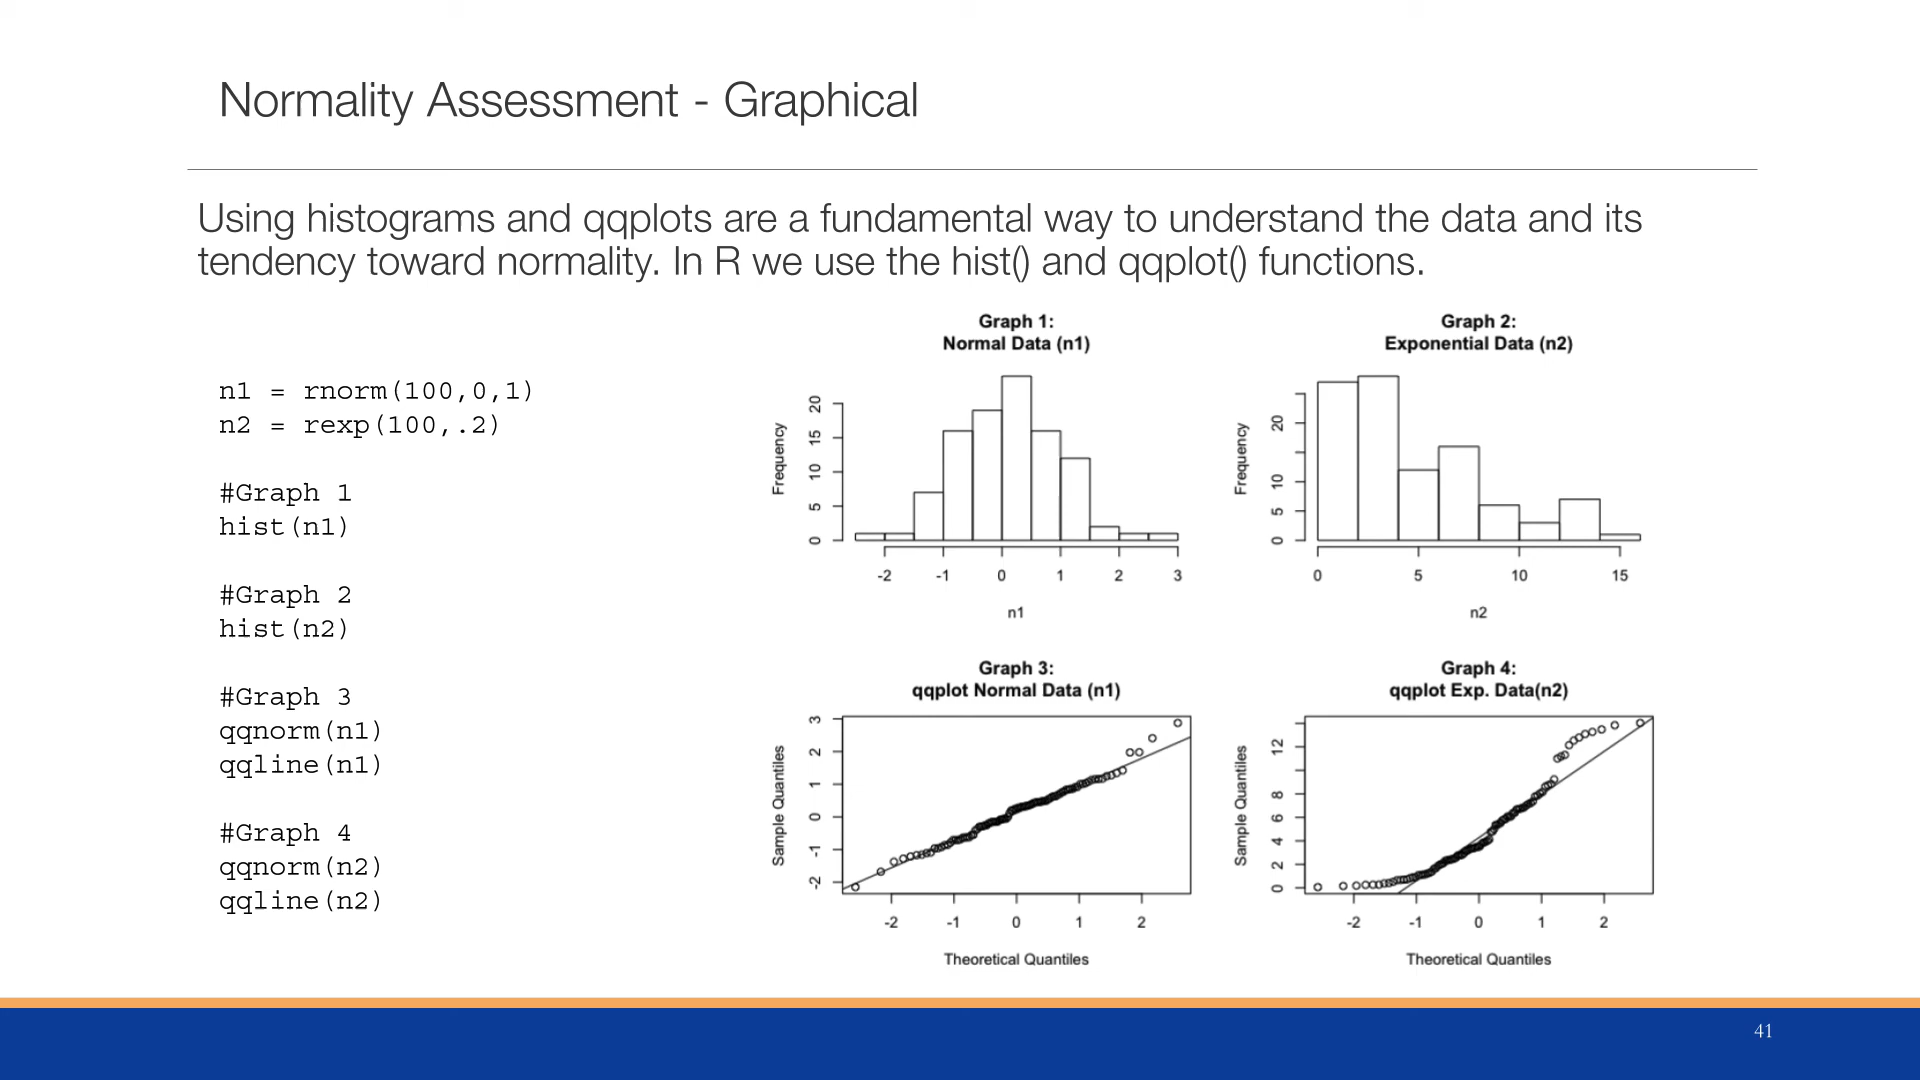 Normality Assessment - Graphical
Using histograms and qqplots are a fundamental way to understand the data and its
tendency toward normality. In R we use the hist() and qqplot() functions.
n1 = rnorm(100,0,1)
n2 = rexp(100,.2)
#Graph 1
hist(n1)
#Graph 2
hist(n2)
#Graph 3
qqnorm(n1)
qqline(n1)
#Graph 4
qqnorm(n2)
qqline(n2)
Graph 1:
Normal Data (n1)
Frequency
0 5 10 15 20
-2 -1 0 1 2 3
n1
Graph 2:
Exponential Data (n2)
Frequency
0 5 10 20
0 5 10 15
n2
Graph 3:
qqplot Normal Data (n1)
Sample Quantiles
-2 -1 0 1 2 3
-2 -1 0 1 2
Theoretical Quantiles
Graph 4:
qqplot Exp. Data(n2)
Sample Quantiles
0 2 4 6 8 12
-2 -1 0 1 2
Theoretical Quantiles
41